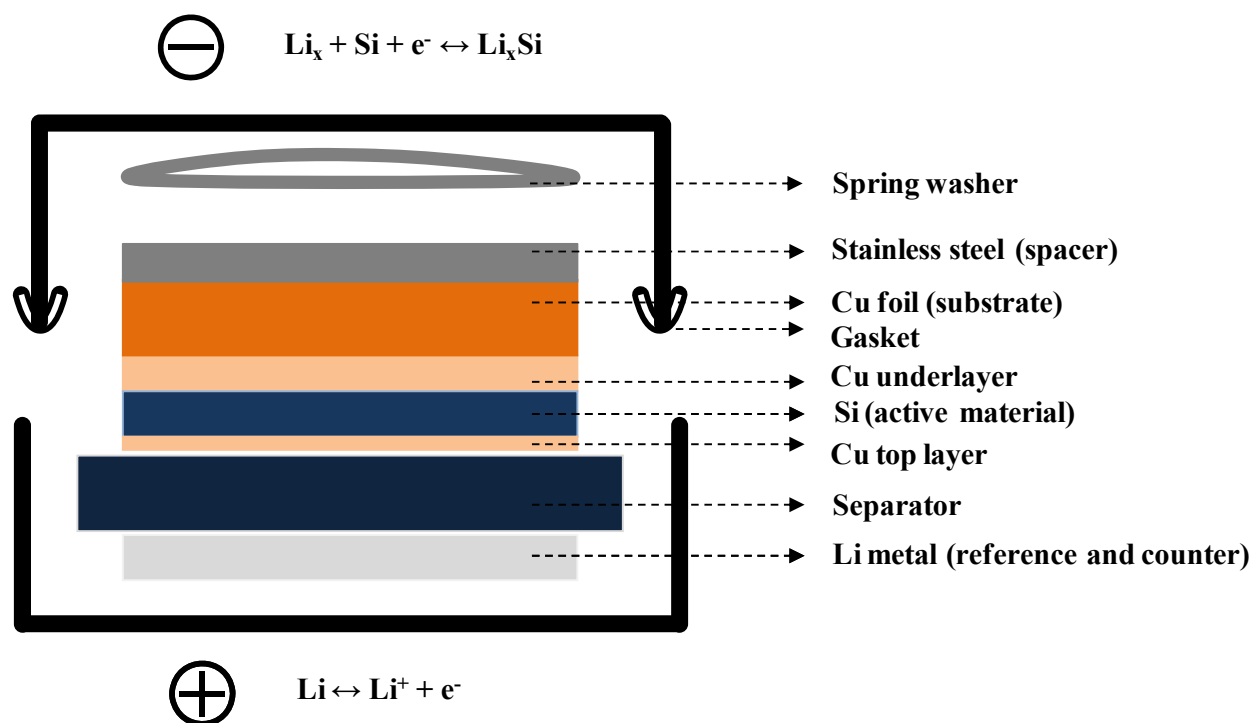 Liₓ + Si + e⁻ ↔ LiₓSi
Spring washer
Stainless steel (spacer)
Cu foil (substrate)
Gasket
Cu underlayer
Si (active material)
Cu top layer
Separator
Li metal (reference and counter)
Li ↔ Li⁺ + e⁻